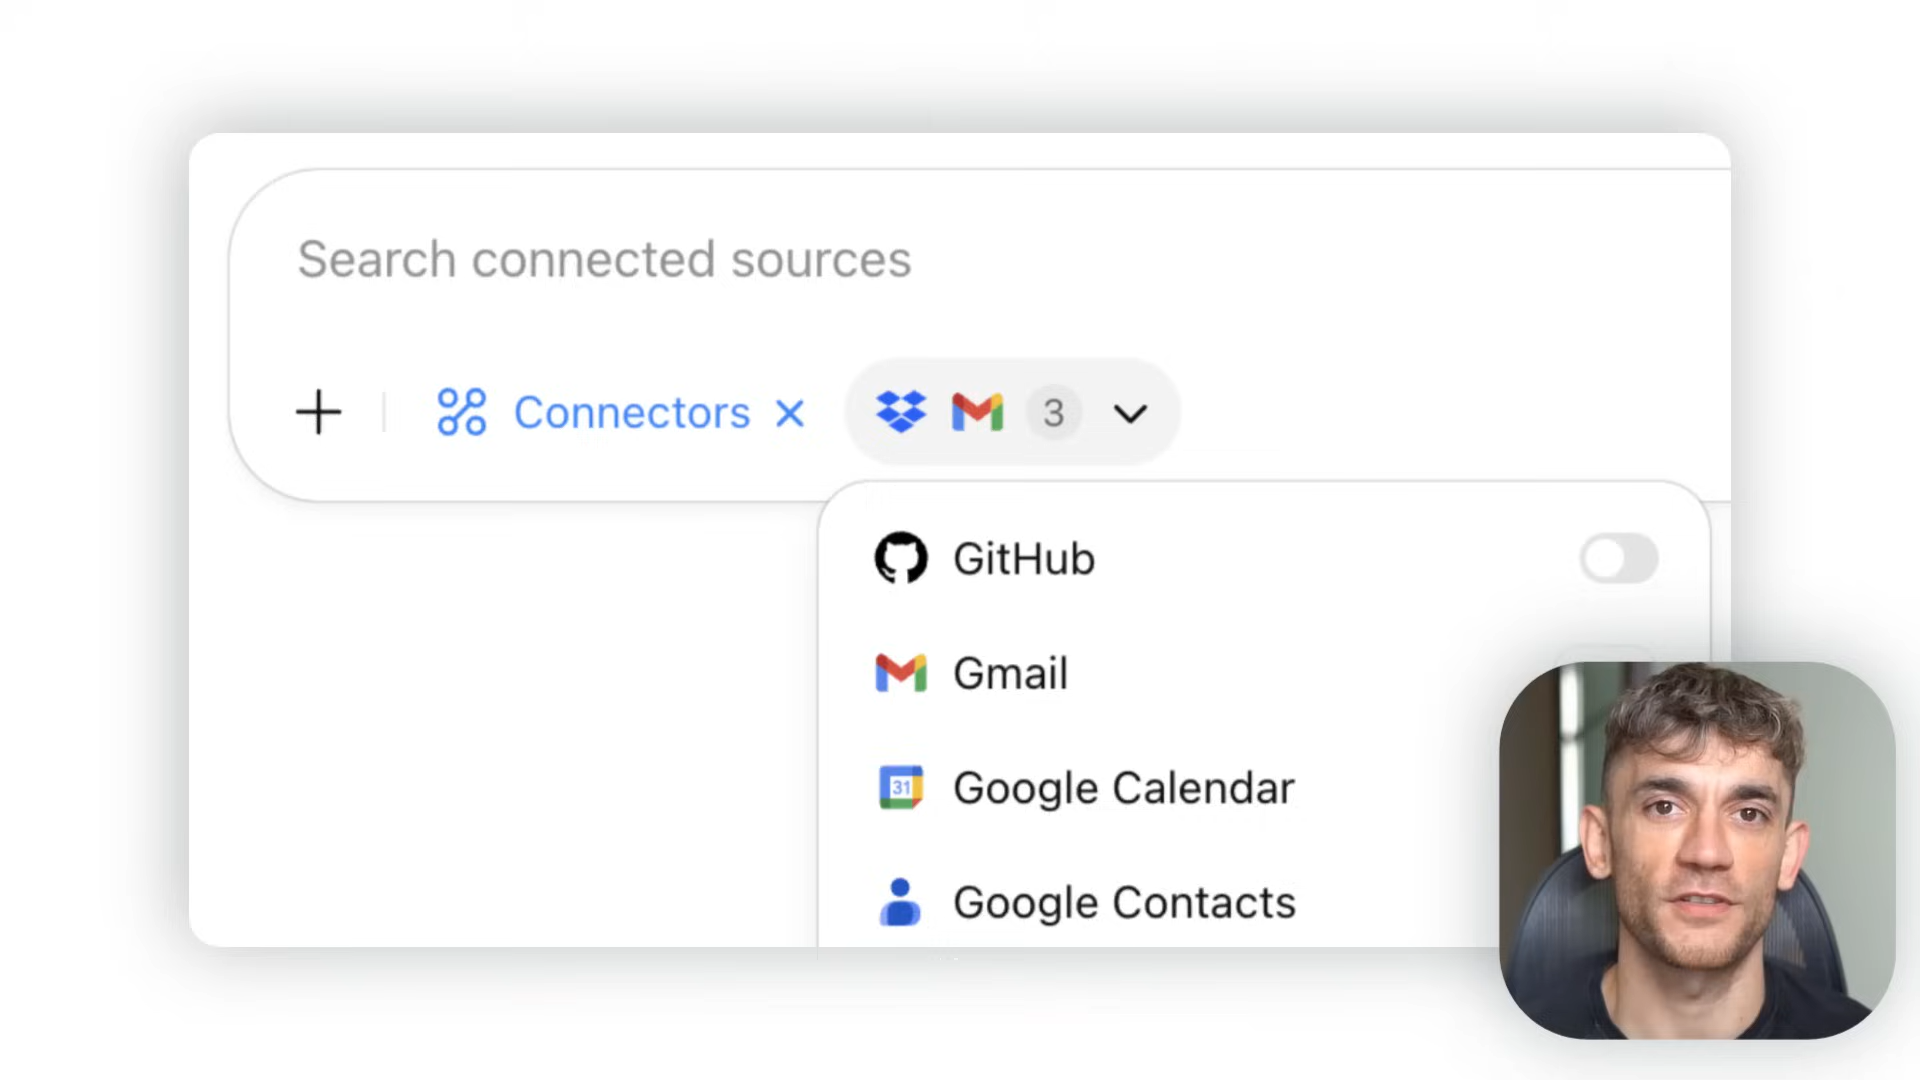 Search connected sources
Connectors
3
GitHub
Gmail
31
Google Calendar
Google Contacts